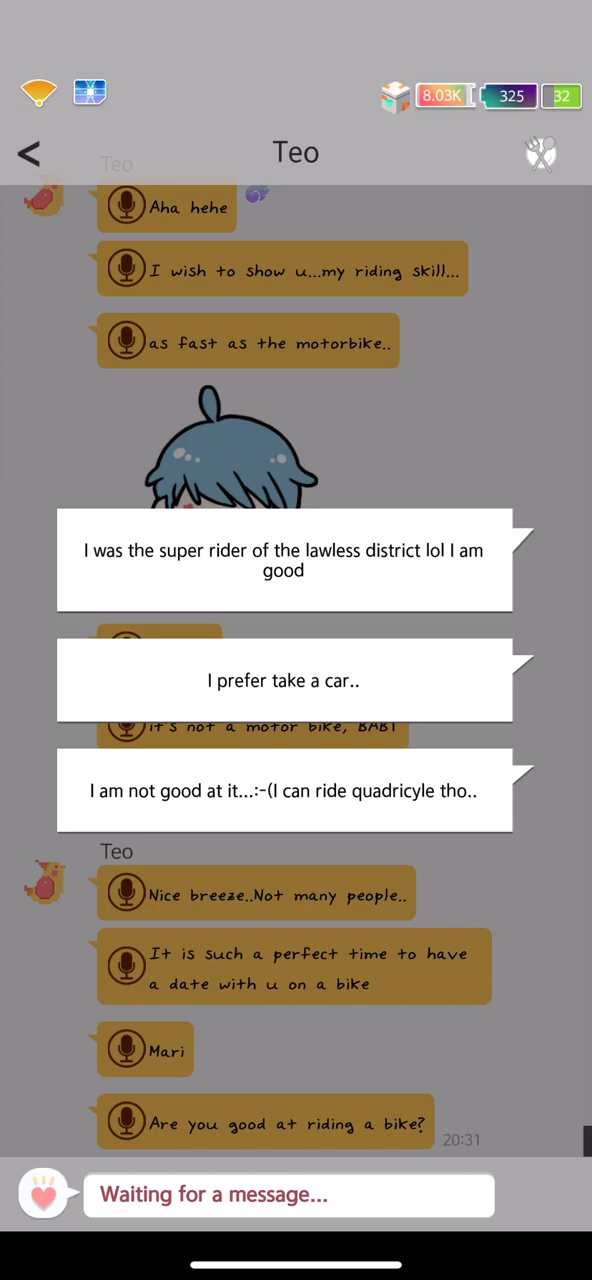 8.03K
325
32
<
Teo
Teo
Aha hehe
I wish to show u...my riding skill...
as fast as the motorbike..
I was the super rider of the lawless district lol I am
good
I prefer take a car..
it's not a motor bike, BABY
I am not good at it...:-(I can ride quadricyle tho..
Teo
Nice breeze..Not many people..
It is such a perfect time to have
a date with u on a bike
Mari
Are you good at riding a bike?
20:31
Waiting for a message...